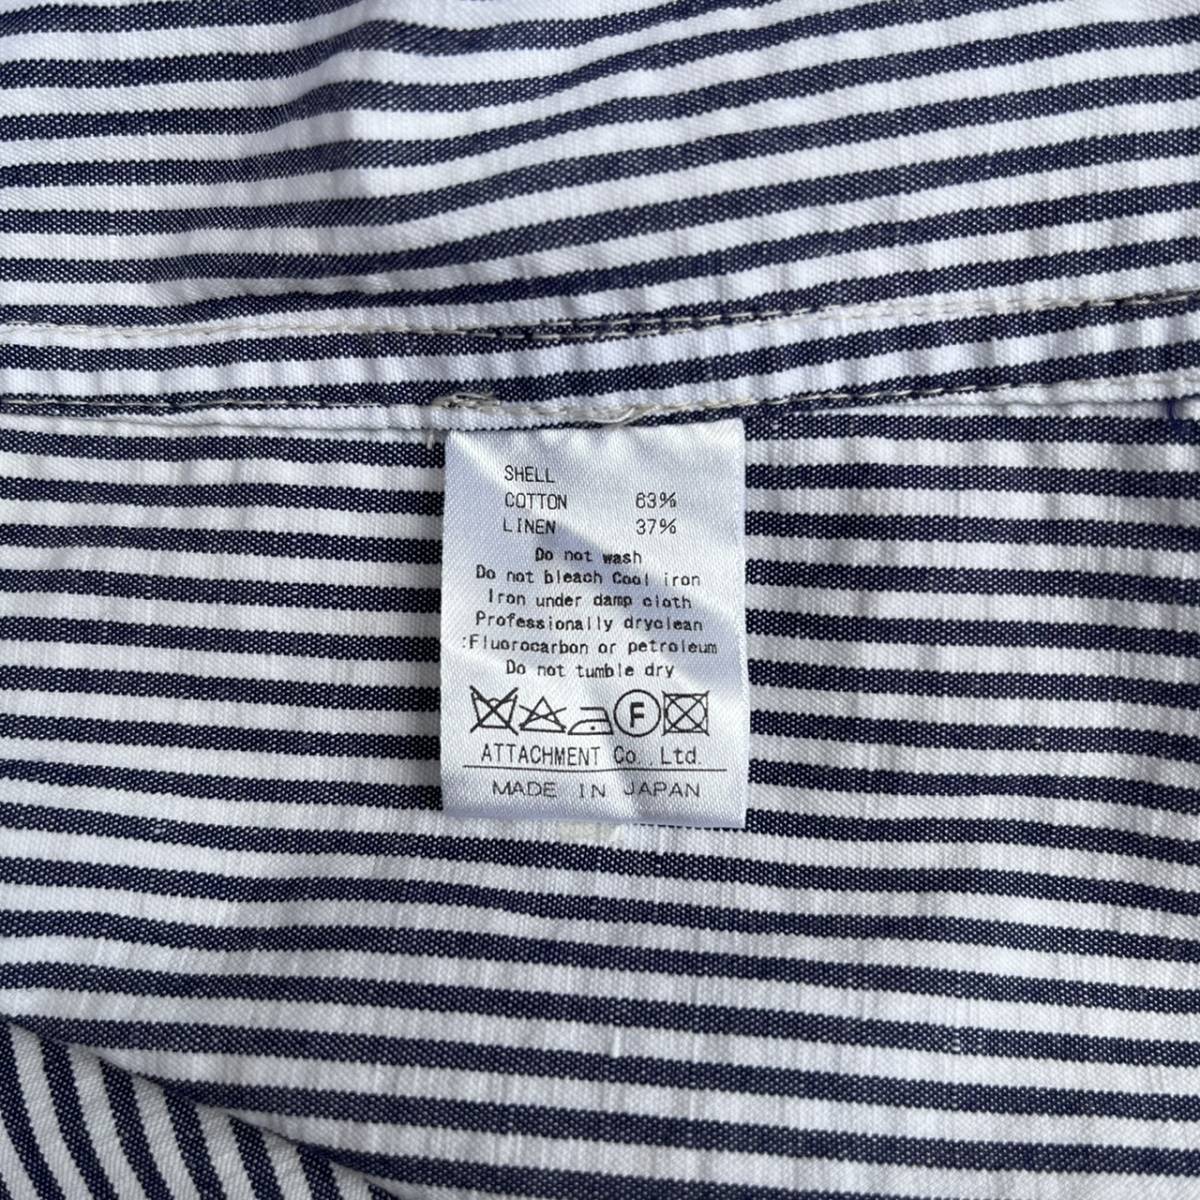 SHELL
COTTON 63%
LINEN 37%
Do not wash
Do not bleach Cool iron
Iron under damp cloth
Professionally dryclean
:Fluorocarbon or petroleum
Do not tumble dry
F
ATTACHMENT Co.,Ltd.
MADE IN JAPAN